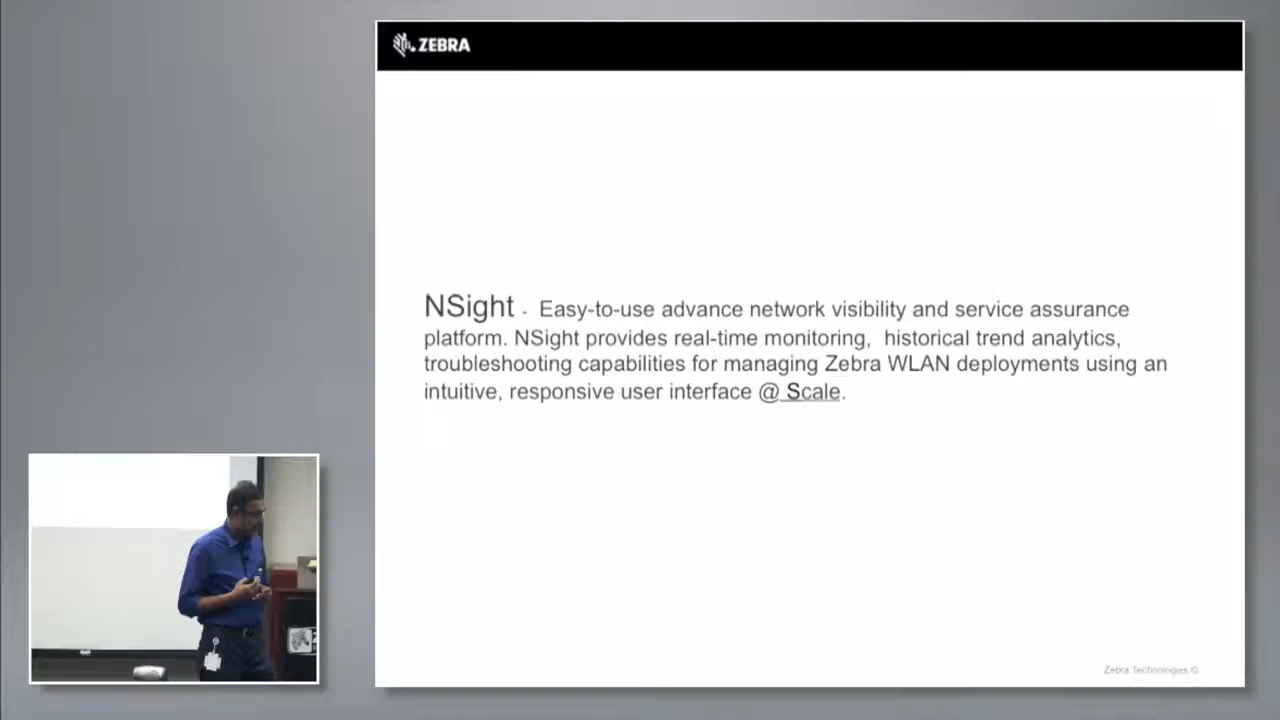 ZEBRA
NSight - Easy-to-use advance network visibility and service assurance
platform. NSight provides real-time monitoring, historical trend analytics,
troubleshooting capabilities for managing Zebra WLAN deployments using an
intuitive, responsive user interface @ Scale.
Zebra Technologies ©